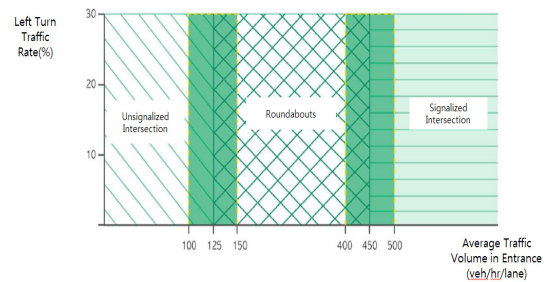 Left Turn
Traffic
Rate(%)
30
20
10
Unsignalized
Intersection
Roundabouts
Signalized
Intersection
100 125 150 400 450 500
Average Traffic
Volume in Entrance
(veh/hr/lane)